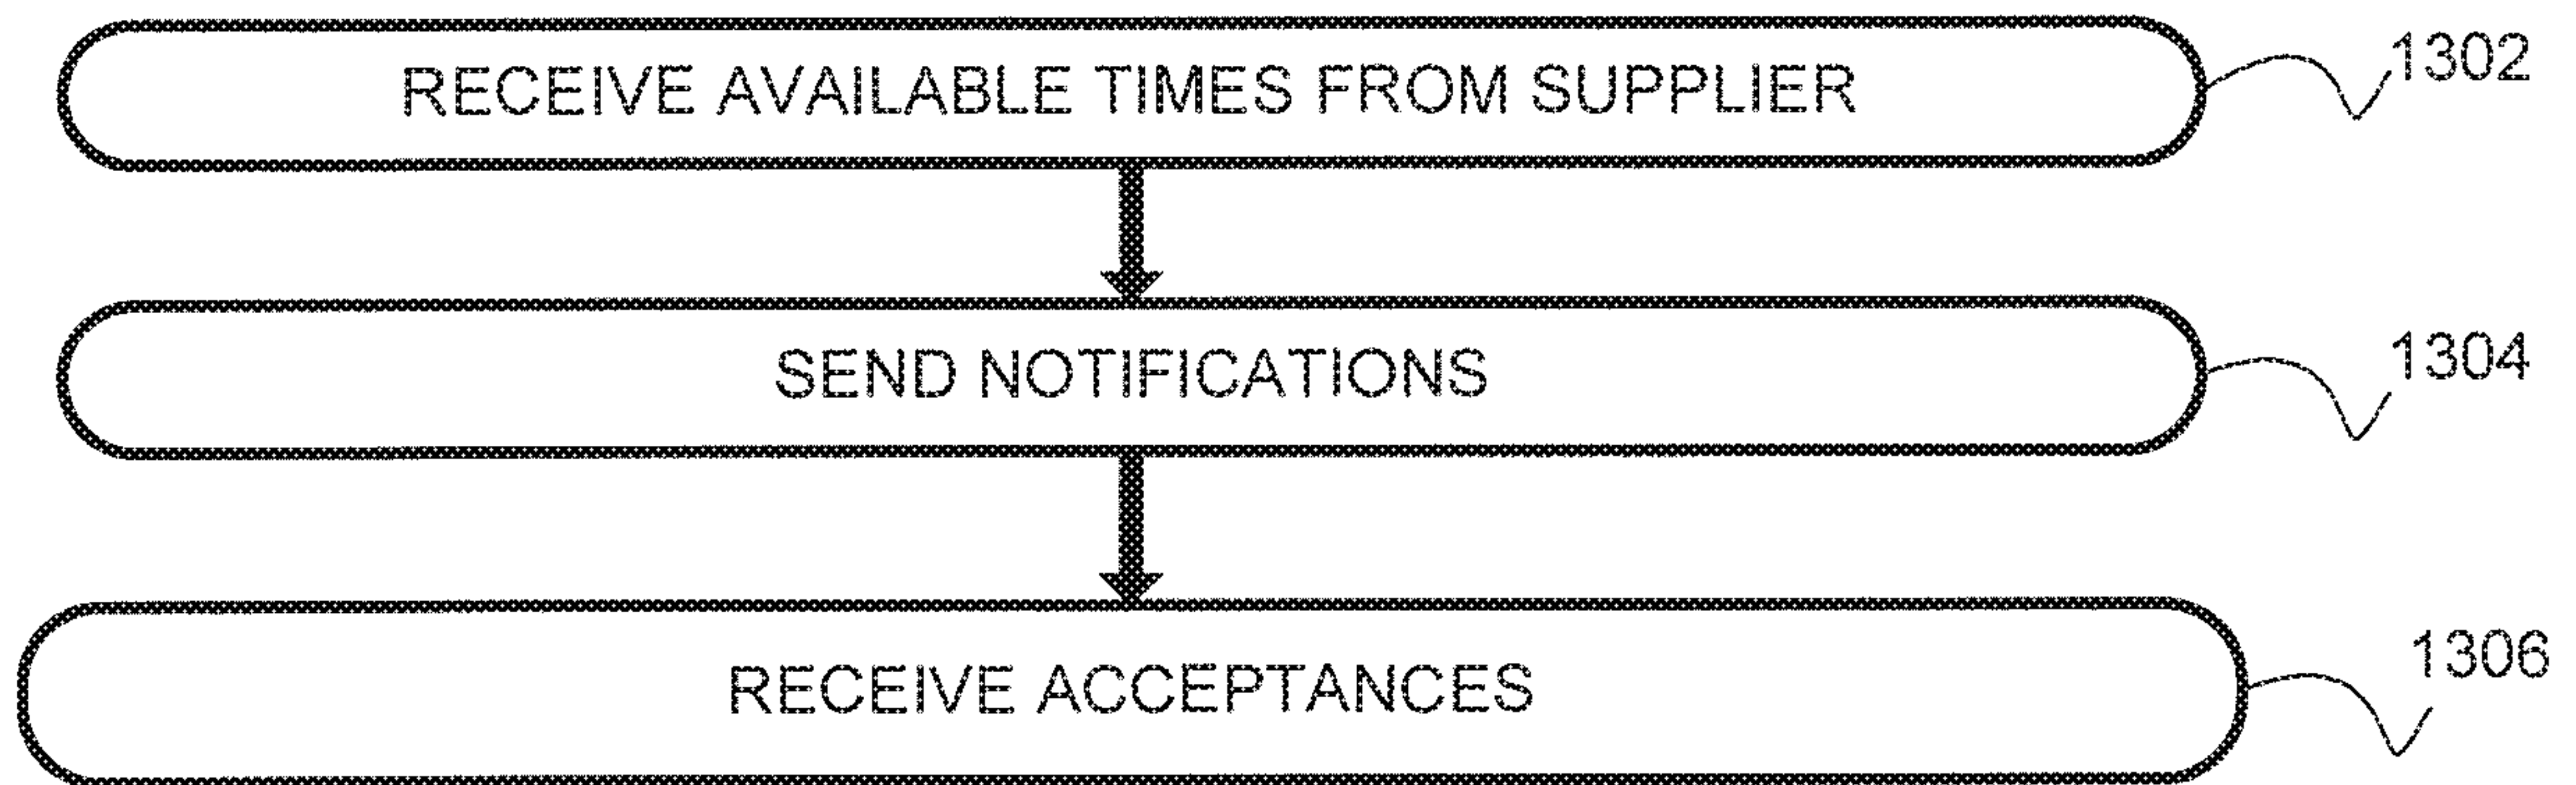 RECEIVE AVAILABLE TIMES FROM SUPPLIER
1302
SEND NOTIFICATIONS
1304
RECEIVE ACCEPTANCES
1306